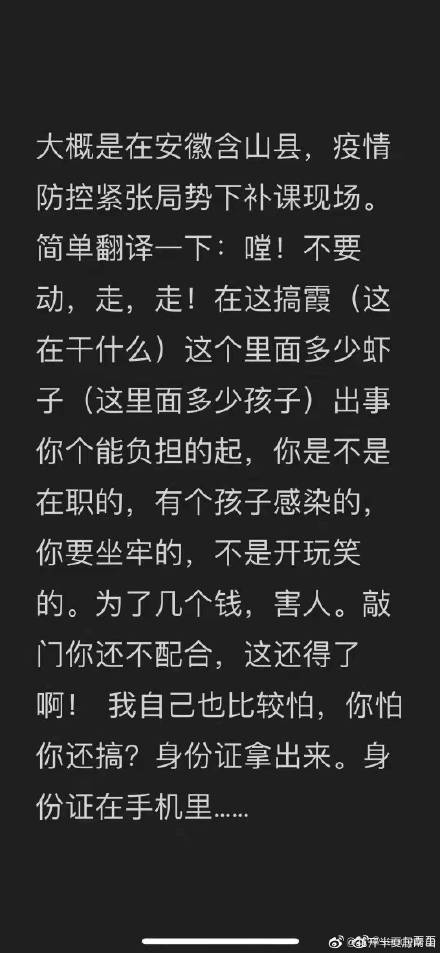 大概是在安徽含山县，疫情
防控紧张局势下补课现场。
简单翻译一下：嘡！不要
动，走，走！在这搞霞（这
在干什么）这个里面多少虾
子（这里面多少孩子）出事
你个能负担的起，你是不是
在职的，有个孩子感染的，
你要坐牢的，不是开玩笑
的。为了几个钱，害人。敲
门你还不配合，这还得了
啊！ 我自己也比较怕，你怕
你还搞？身份证拿出来。身
份证在手机里……